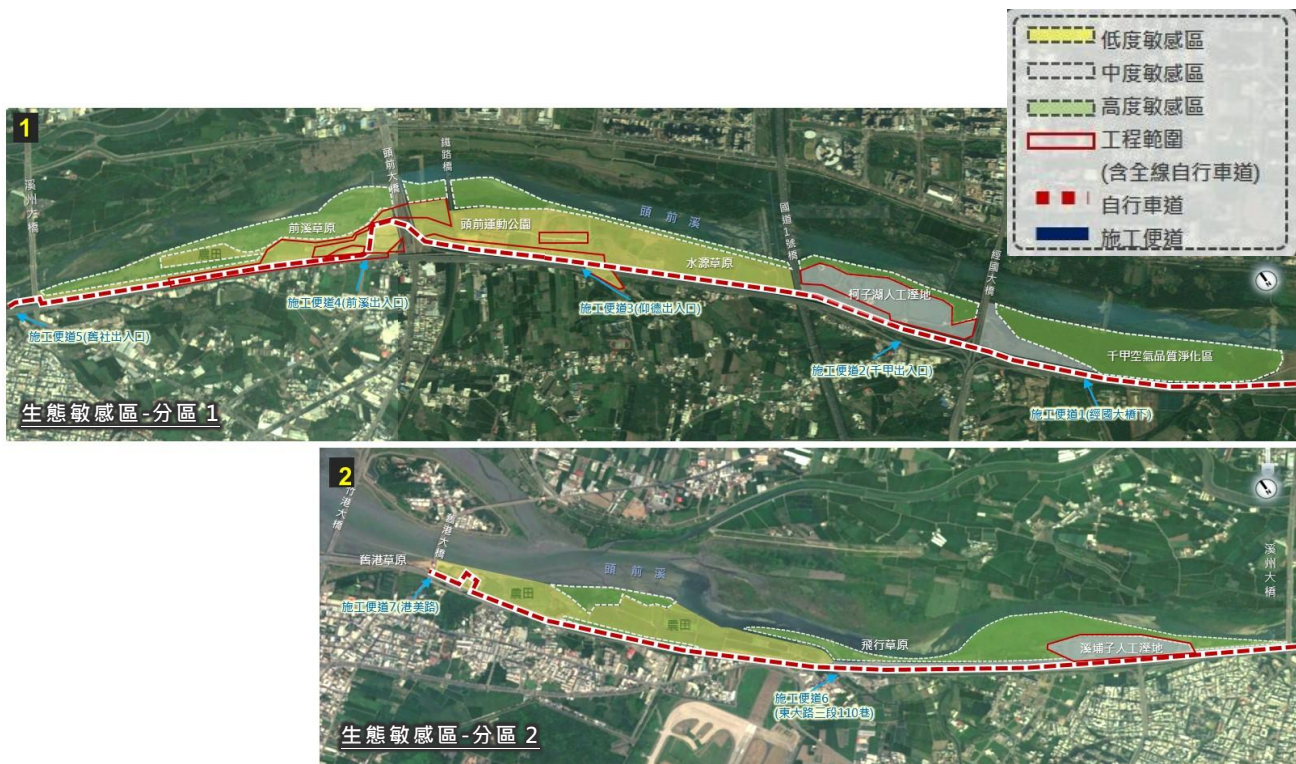 低度敏感區
中度敏感區
高度敏感區
工程範圍
(含全線自行車道)
自行車道
施工便道
1
溪州大橋
頭前大橋
鐵路橋
國道1號橋
經國大橋
頭前溪
前溪草原
農田
頭前運動公園
水源草原
柯子湖人工溼地
千甲空氣品質淨化區
施工便道5(舊社出入口)
施工便道4(前溪出入口)
施工便道3(仰德出入口)
施工便道2(千甲出入口)
施工便道1(經國大橋下)
生態敏感區-分區 1
2
竹港大橋
舊港大橋
溪州大橋
舊港草原
頭前溪
農田
農田
飛行草原
溪埔子人工溼地
施工便道7(港美路)
施工便道6
(東大路三段110巷)
生態敏感區-分區 2